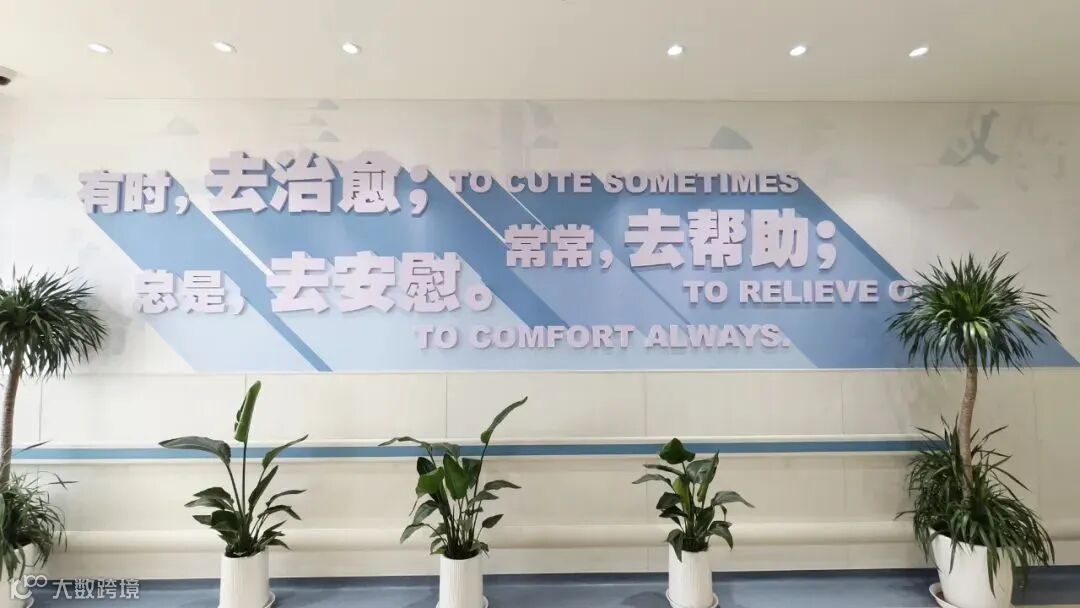 有时，去治愈；TO CUTE SOMETIMES
常常，去帮助；
TO RELIEVE O
总是，去安慰。
TO COMFORT ALWAYS.
大数跨境